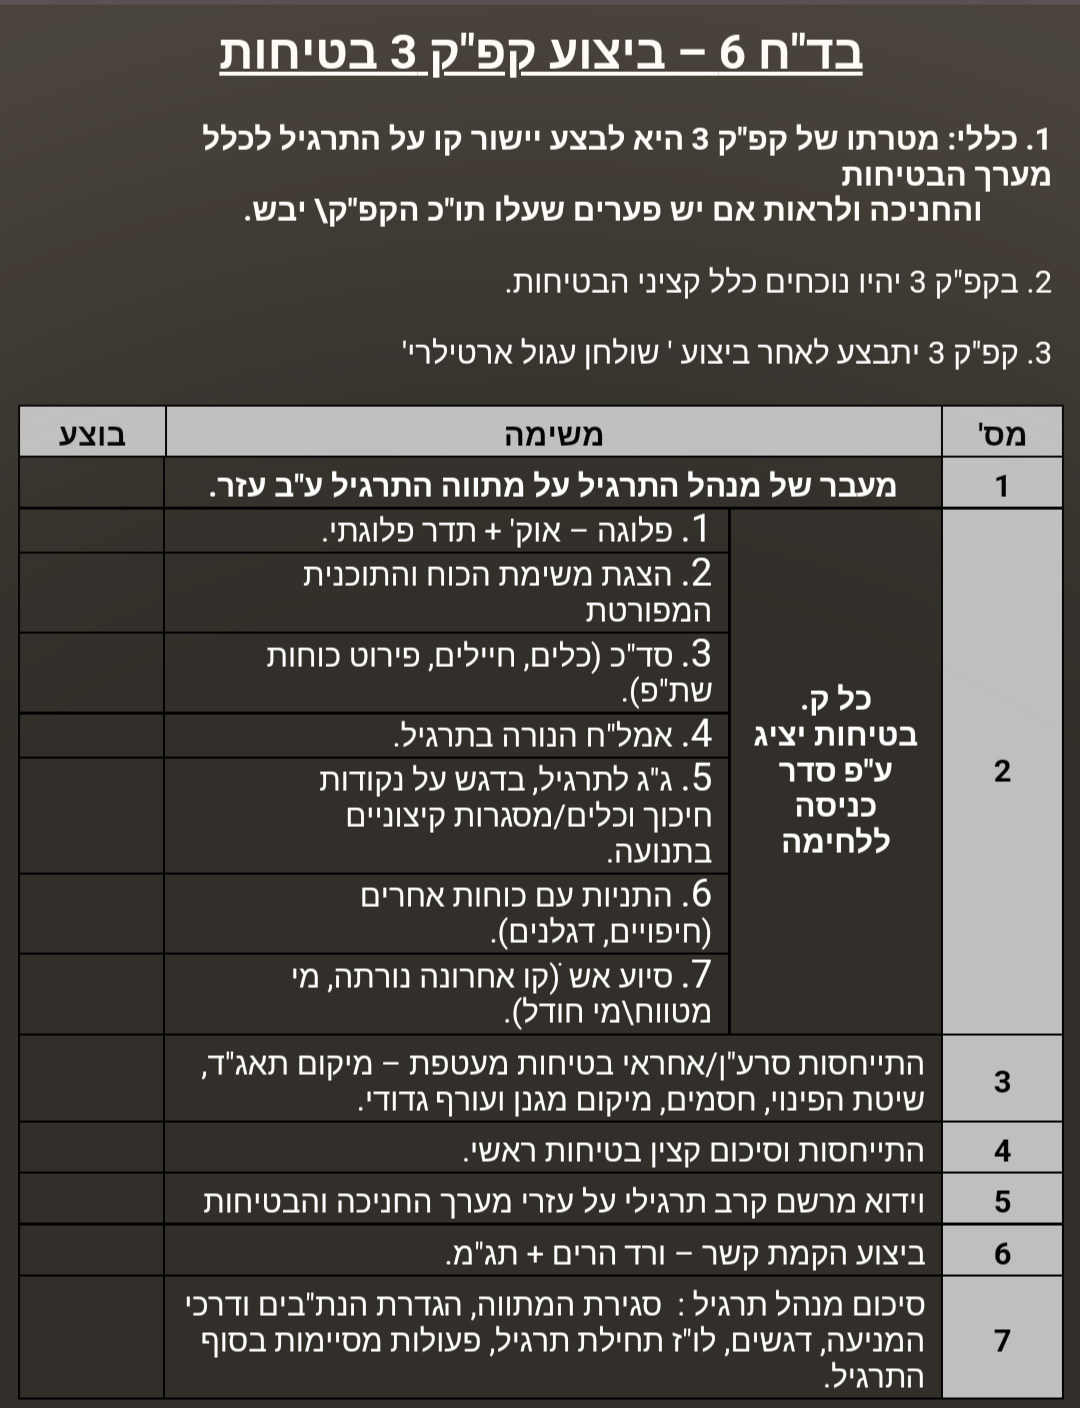 בד"ח 6 – ביצוע קפ"ק 3 בטיחות
1. כללי: מטרתו של קפ"ק 3 היא לבצע יישור קו על התרגיל לכלל
מערך הבטיחות
והחניכה ולראות אם יש פערים שעלו תו"כ הקפ"ק\ יבש.
2. בקפ"ק 3 יהיו נוכחים כלל קציני הבטיחות.
3. קפ"ק 3 יתבצע לאחר ביצוע ' שולחן עגול ארטילרי'
מס' משימה בוצע
1 מעבר של מנהל התרגיל על מתווה התרגיל ע"ב עזר.
2
כל ק.
בטיחות יציג
ע"פ סדר
כניסה
ללחימה
1. פלוגה – אוק' + תדר פלוגתי.
2. הצגת משימת הכוח והתוכנית
המפורטת
3. סד"כ (כלים, חיילים, פירוט כוחות
שת"פ).
4. אמל"ח הנורה בתרגיל.
5. ג"ג לתרגיל, בדגש על נקודות
חיכוך וכלים/מסגרות קיצוניים
בתנועה.
6. התניות עם כוחות אחרים
(חיפויים, דגלנים).
7. סיוע אש (קו אחרונה נורתה, מי
מטווח\מי חודל).
3
התייחסות סרע"ן/אחראי בטיחות מעטפת – מיקום תאג"ד,
שיטת הפינוי, חסמים, מיקום מגנן ועורף גדודי.
4 התייחסות וסיכום קצין בטיחות ראשי.
5 וידוא מרשם קרב תרגילי על עזרי מערך החניכה והבטיחות
6 ביצוע הקמת קשר – ורד הרים + תג"מ.
7
סיכום מנהל תרגיל :  סגירת המתווה, הגדרת הנת"בים ודרכי
המניעה, דגשים, לו"ז תחילת תרגיל, פעולות מסיימות בסוף
התרגיל.